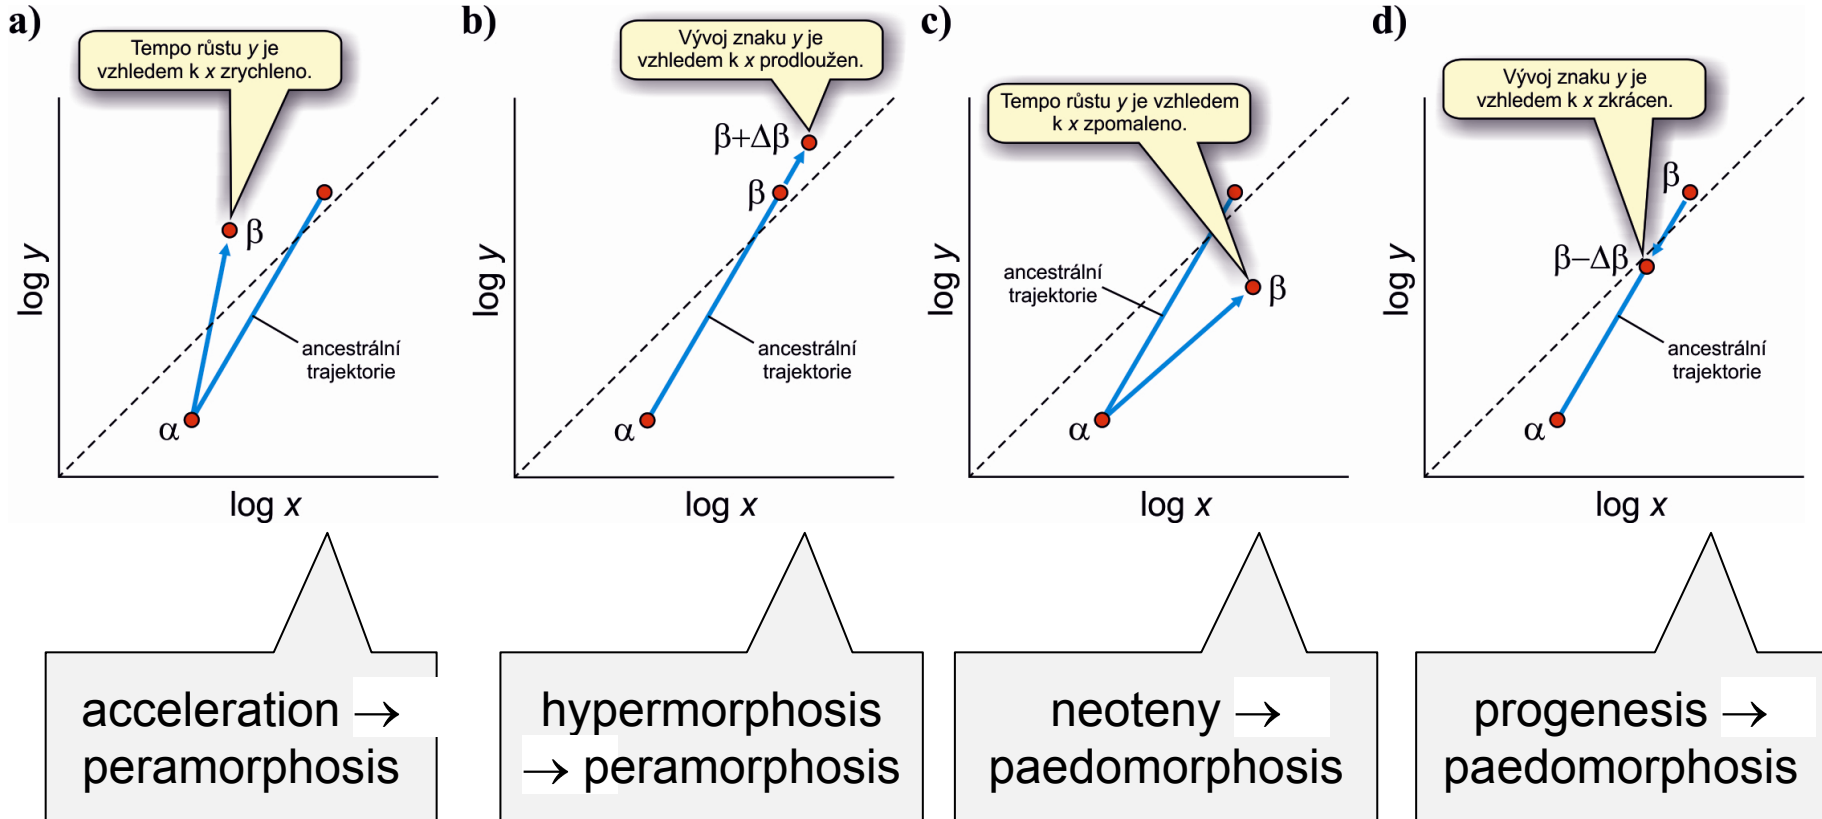 a)
Tempo růstu y je
vzhledem k x zrychleno.
β
log y
ancestrální
trajektorie
α
log x
acceleration →
peramorphosis
b)
Vývoj znaku y je
vzhledem k x prodloužen.
β+Δβ
β
log y
ancestrální
trajektorie
α
log x
hypermorphosis
→ peramorphosis
c)
Tempo růstu y je vzhledem
k x zpomaleno.
log y
ancestrální
trajektorie
β
α
log x
neoteny →
paedomorphosis
d)
Vývoj znaku y je
vzhledem k x zkrácen.
β
β−Δβ
log y
ancestrální
trajektorie
α
log x
progenesis →
paedomorphosis